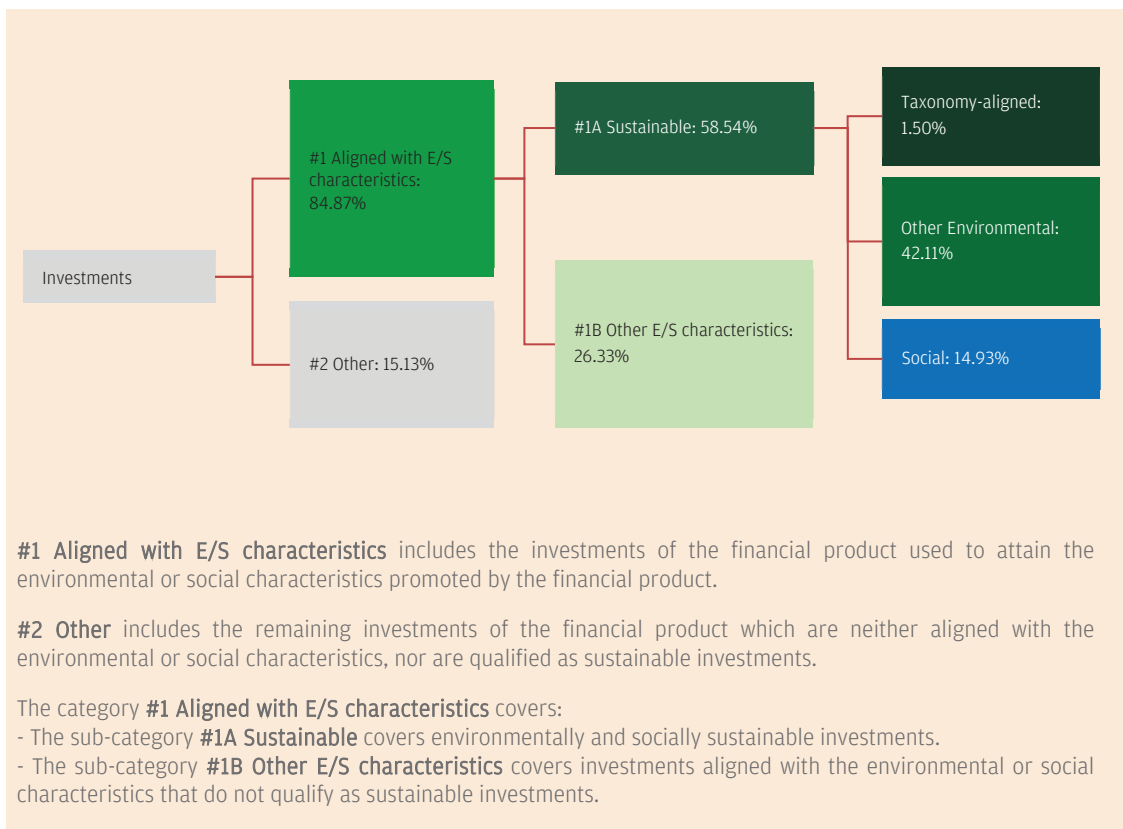 Investments
#1 Aligned with E/S
characteristics:
84.87%
#2 Other: 15.13%
#1A Sustainable: 58.54%
#1B Other E/S characteristics:
26.33%
Taxonomy-aligned:
1.50%
Other Environmental:
42.11%
Social: 14.93%
#1 Aligned with E/S characteristics includes the investments of the financial product used to attain the
environmental or social characteristics promoted by the financial product.
#2 Other includes the remaining investments of the financial product which are neither aligned with the
environmental or social characteristics, nor are qualified as sustainable investments.
The category #1 Aligned with E/S characteristics covers:
- The sub-category #1A Sustainable covers environmentally and socially sustainable investments.
- The sub-category #1B Other E/S characteristics covers investments aligned with the environmental or social
characteristics that do not qualify as sustainable investments.